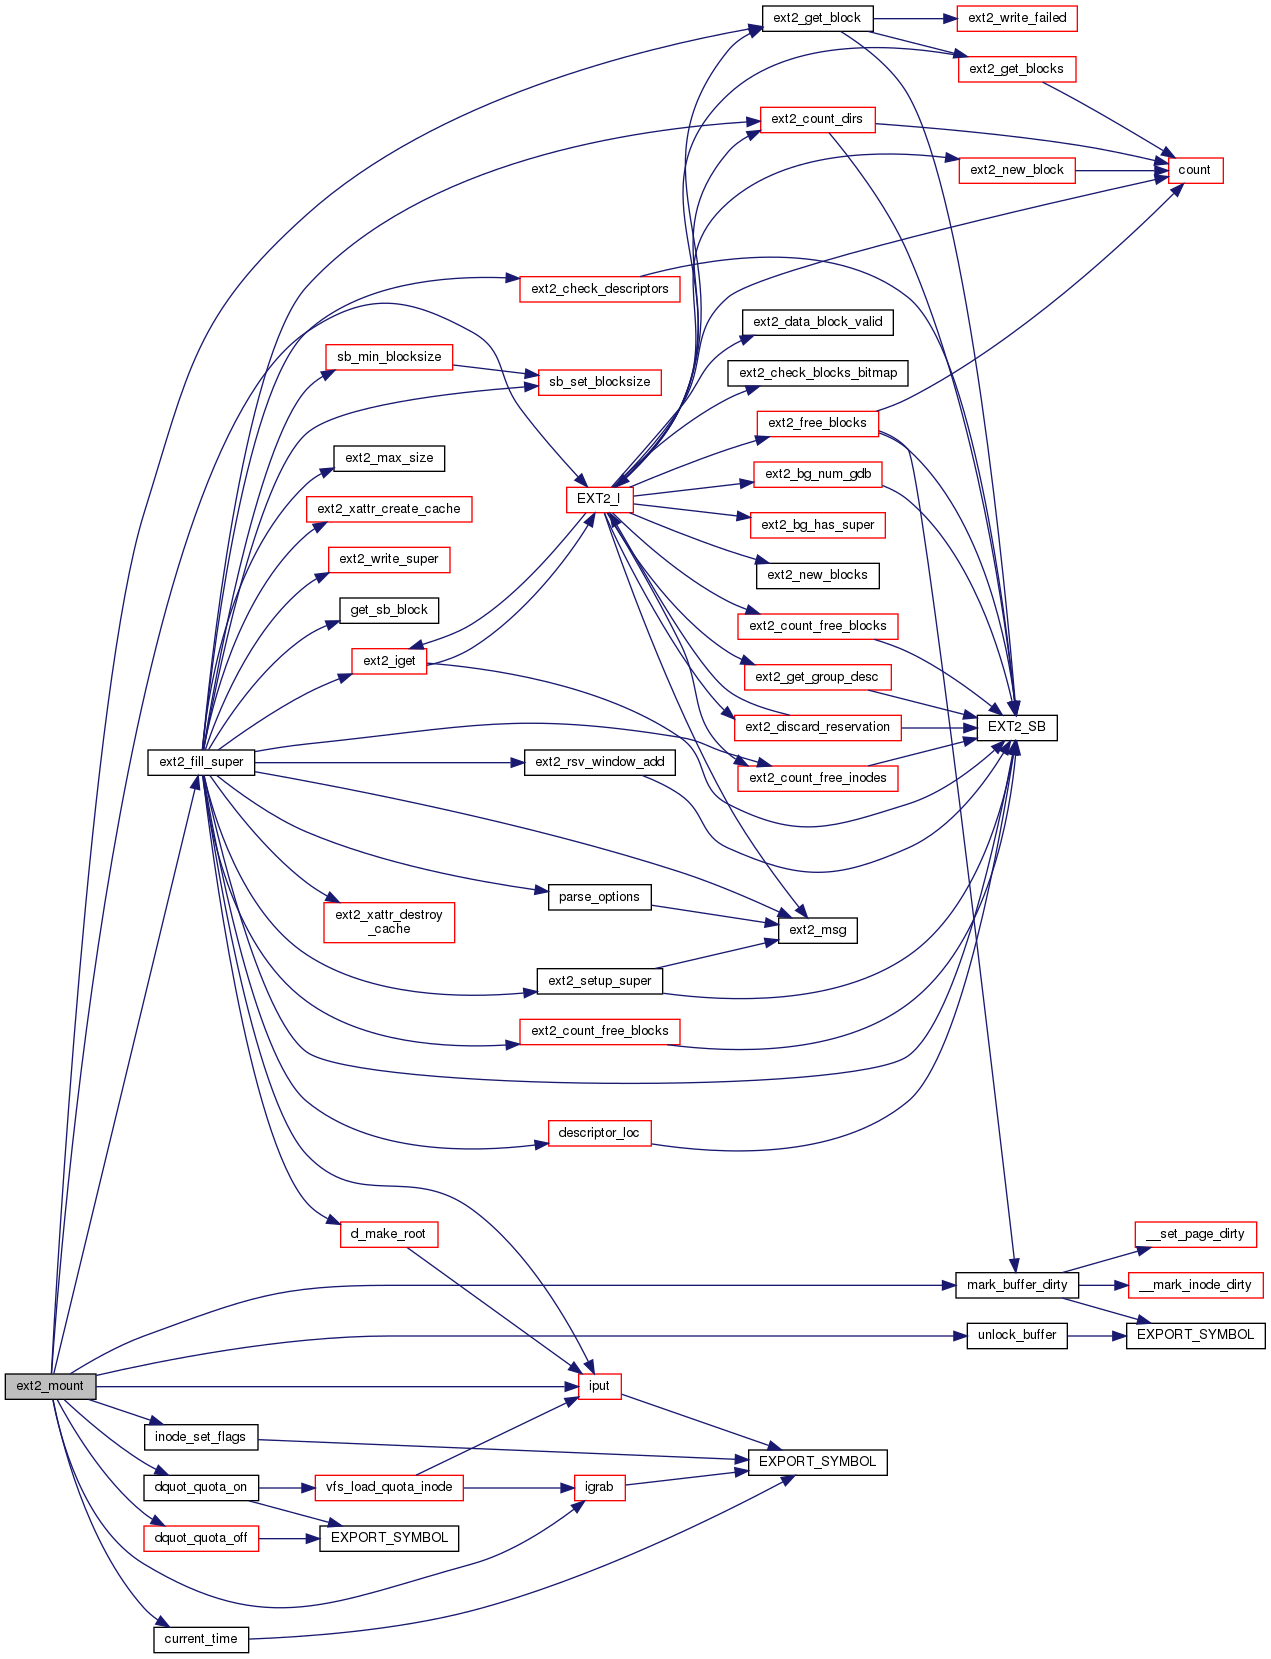 ext2_get_block
ext2_write_failed
ext2_get_blocks
ext2_count_dirs
ext2_new_block
count
ext2_check_descriptors
ext2_data_block_valid
sb_min_blocksize
sb_set_blocksize
ext2_check_blocks_bitmap
ext2_free_blocks
ext2_max_size
ext2_bg_num_gdb
EXT2_I
ext2_xattr_create_cache
ext2_bg_has_super
ext2_write_super
ext2_new_blocks
get_sb_block
ext2_count_free_blocks
ext2_iget
ext2_get_group_desc
ext2_discard_reservation
EXT2_SB
ext2_fill_super
ext2_rsv_window_add
ext2_count_free_inodes
parse_options
ext2_xattr_destroy
_cache
ext2_msg
ext2_setup_super
ext2_count_free_blocks
descriptor_loc
d_make_root
__set_page_dirty
mark_buffer_dirty
__mark_inode_dirty
unlock_buffer
EXPORT_SYMBOL
ext2_mount
iput
inode_set_flags
EXPORT_SYMBOL
dquot_quota_on
vfs_load_quota_inode
igrab
dquot_quota_off
EXPORT_SYMBOL
current_time